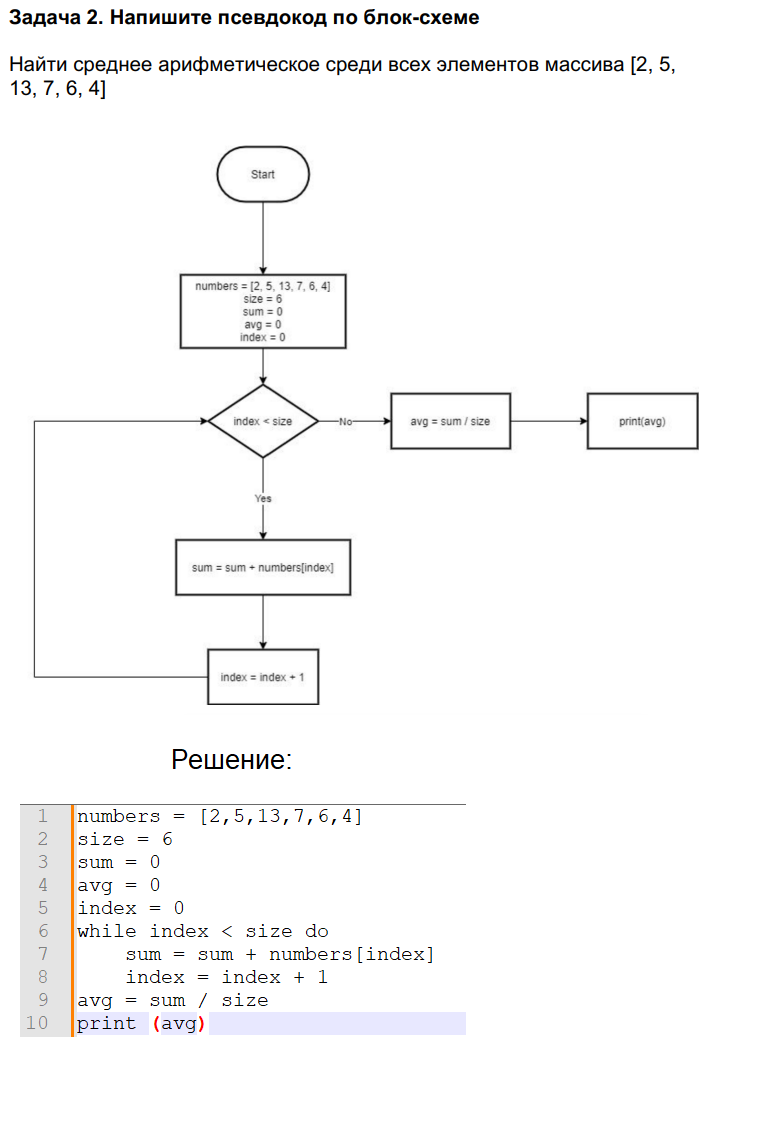 Задача 2. Напишите псевдокод по блок-схеме
Найти среднее арифметическое среди всех элементов массива [2, 5,
13, 7, 6, 4]
Start
numbers = [2, 5, 13, 7, 6, 4]
size = 6
sum = 0
avg = 0
index = 0
index < size
No
avg = sum / size
print(avg)
Yes
sum = sum + numbers[index]
index = index + 1
Решение:
1 numbers = [2,5,13,7,6,4]
2 size = 6
3 sum = 0
4 avg = 0
5 index = 0
6 while index < size do
7 sum = sum + numbers[index]
8 index = index + 1
9 avg = sum / size
10 print (avg)